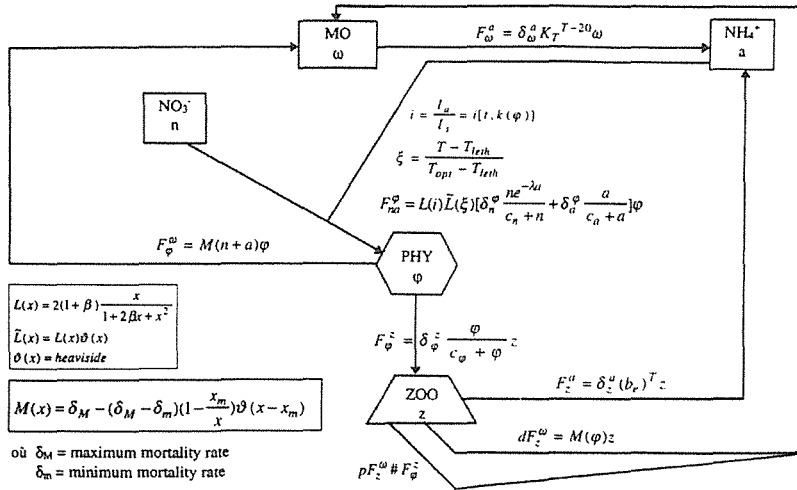 MO
ω
F_ω^a = δ_ω^a K_T^{T-20} ω
NH₄⁺
a
NO₃⁻
n
i = I_a / I_s = i[t, k(φ)]
ξ = (T − T_leth) / (T_opt − T_leth)
F_na^φ = L(i) L̃(ξ)[δ_n^φ ne^{-λa} / (c_n + n) + δ_a^φ a / (c_a + a)]φ
F_φ^ω = M(n + a)φ
PHY
φ
L(x) = 2(1 + β) x / (1 + 2βx + x²)
L̃(x) = L(x)ϑ(x)
ϑ(x) = heaviside
F_φ^z = δ_φ^z φ / (c_φ + φ) z
M(x) = δ_M − (δ_M − δ_m)(1 − x_m / x)ϑ(x − x_m)
ZOO
z
F_z^a = δ_z^a (b_r)^T z
dF_z^ω = M(φ)z
pF_z^ω # F_φ^z
où δ_M = maximum mortality rate
δ_m = minimum mortality rate